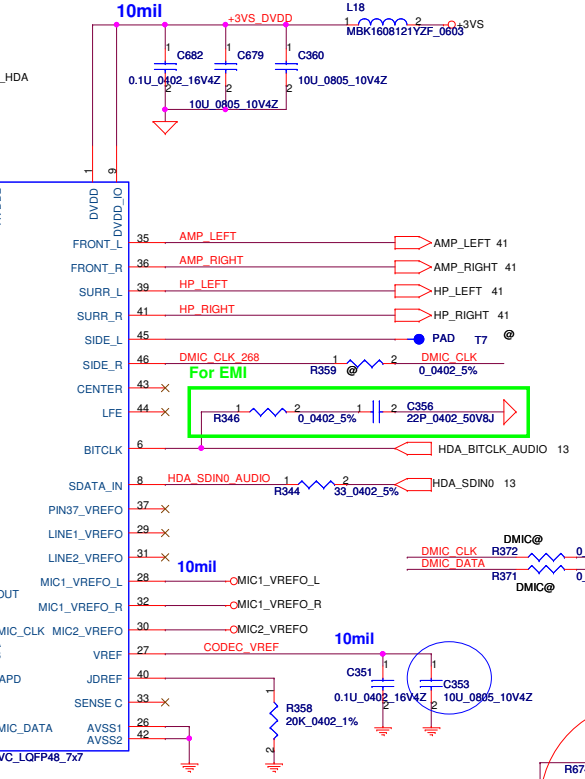 10mil
L18
+3VS_DVDD
1 2
+3VS
MBK1608121YZF_0603
_HDA
1 1 1
C682 C679 C360
0.1U_0402_16V4Z 10U_0805_10V4Z
2 2 2
10U_0805_10V4Z
1 9
DVDD DVDD_IO
FRONT_L 35 AMP_LEFT AMP_LEFT 41
FRONT_R 36 AMP_RIGHT AMP_RIGHT 41
SURR_L 39 HP_LEFT HP_LEFT 41
SURR_R 41 HP_RIGHT HP_RIGHT 41
SIDE_L 45 PAD T7 @
SIDE_R 46 DMIC_CLK_268 1 2 DMIC_CLK
R359 @ 0_0402_5%
For EMI
CENTER 43
LFE 44 1 2 1 2 C356
R346 0_0402_5% 22P_0402_50V8J
BITCLK 6 HDA_BITCLK_AUDIO 13
SDATA_IN 8 HDA_SDIN0_AUDIO 1 2 HDA_SDIN0 13
R344 33_0402_5%
PIN37_VREFO 37
LINE1_VREFO 29
LINE2_VREFO 31
DMIC@
DMIC_CLK R372 0_
DMIC_DATA R371 0_
DMIC@
10mil
MIC1_VREFO_L 28 MIC1_VREFO_L
OUT
MIC1_VREFO_R 32 MIC1_VREFO_R
MIC_CLK MIC2_VREFO 30 MIC2_VREFO
10mil
VREF 27 CODEC_VREF
APD JDREF 40
1 1
C351 C353
0.1U_0402_16V4Z 10U_0805_10V4Z
2 2
SENSE C 33
1
R358
20K_0402_1%
2
MIC_DATA AVSS1 26
AVSS2 42
VC_LQFP48_7x7
R67